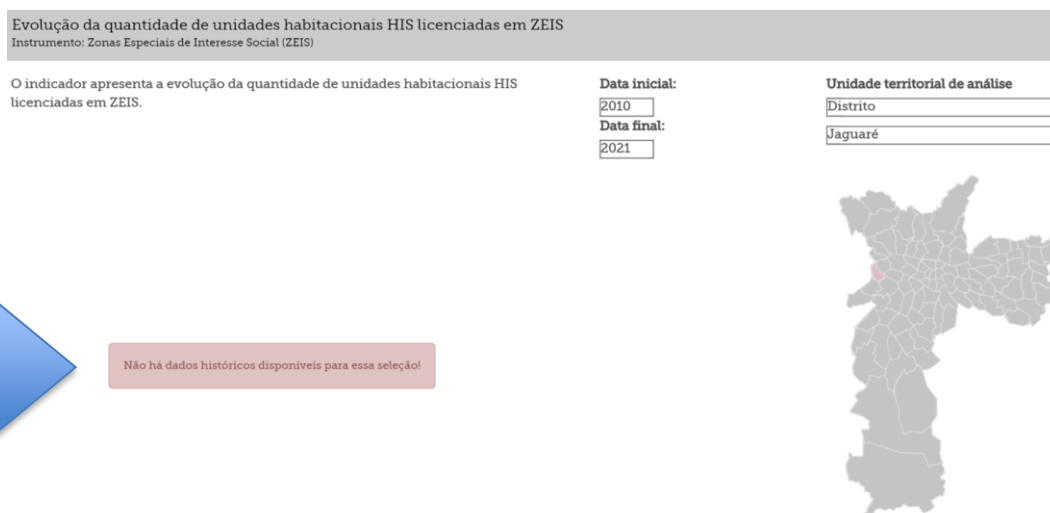 Evolução da quantidade de unidades habitacionais HIS licenciadas em ZEIS
Instrumento: Zonas Especiais de Interesse Social (ZEIS)
O indicador apresenta a evolução da quantidade de unidades habitacionais HIS
licenciadas em ZEIS.
Data inicial:
2010
Data final:
2021
Unidade territorial de análise
Distrito
Jaguaré
Não há dados históricos disponíveis para essa seleção!